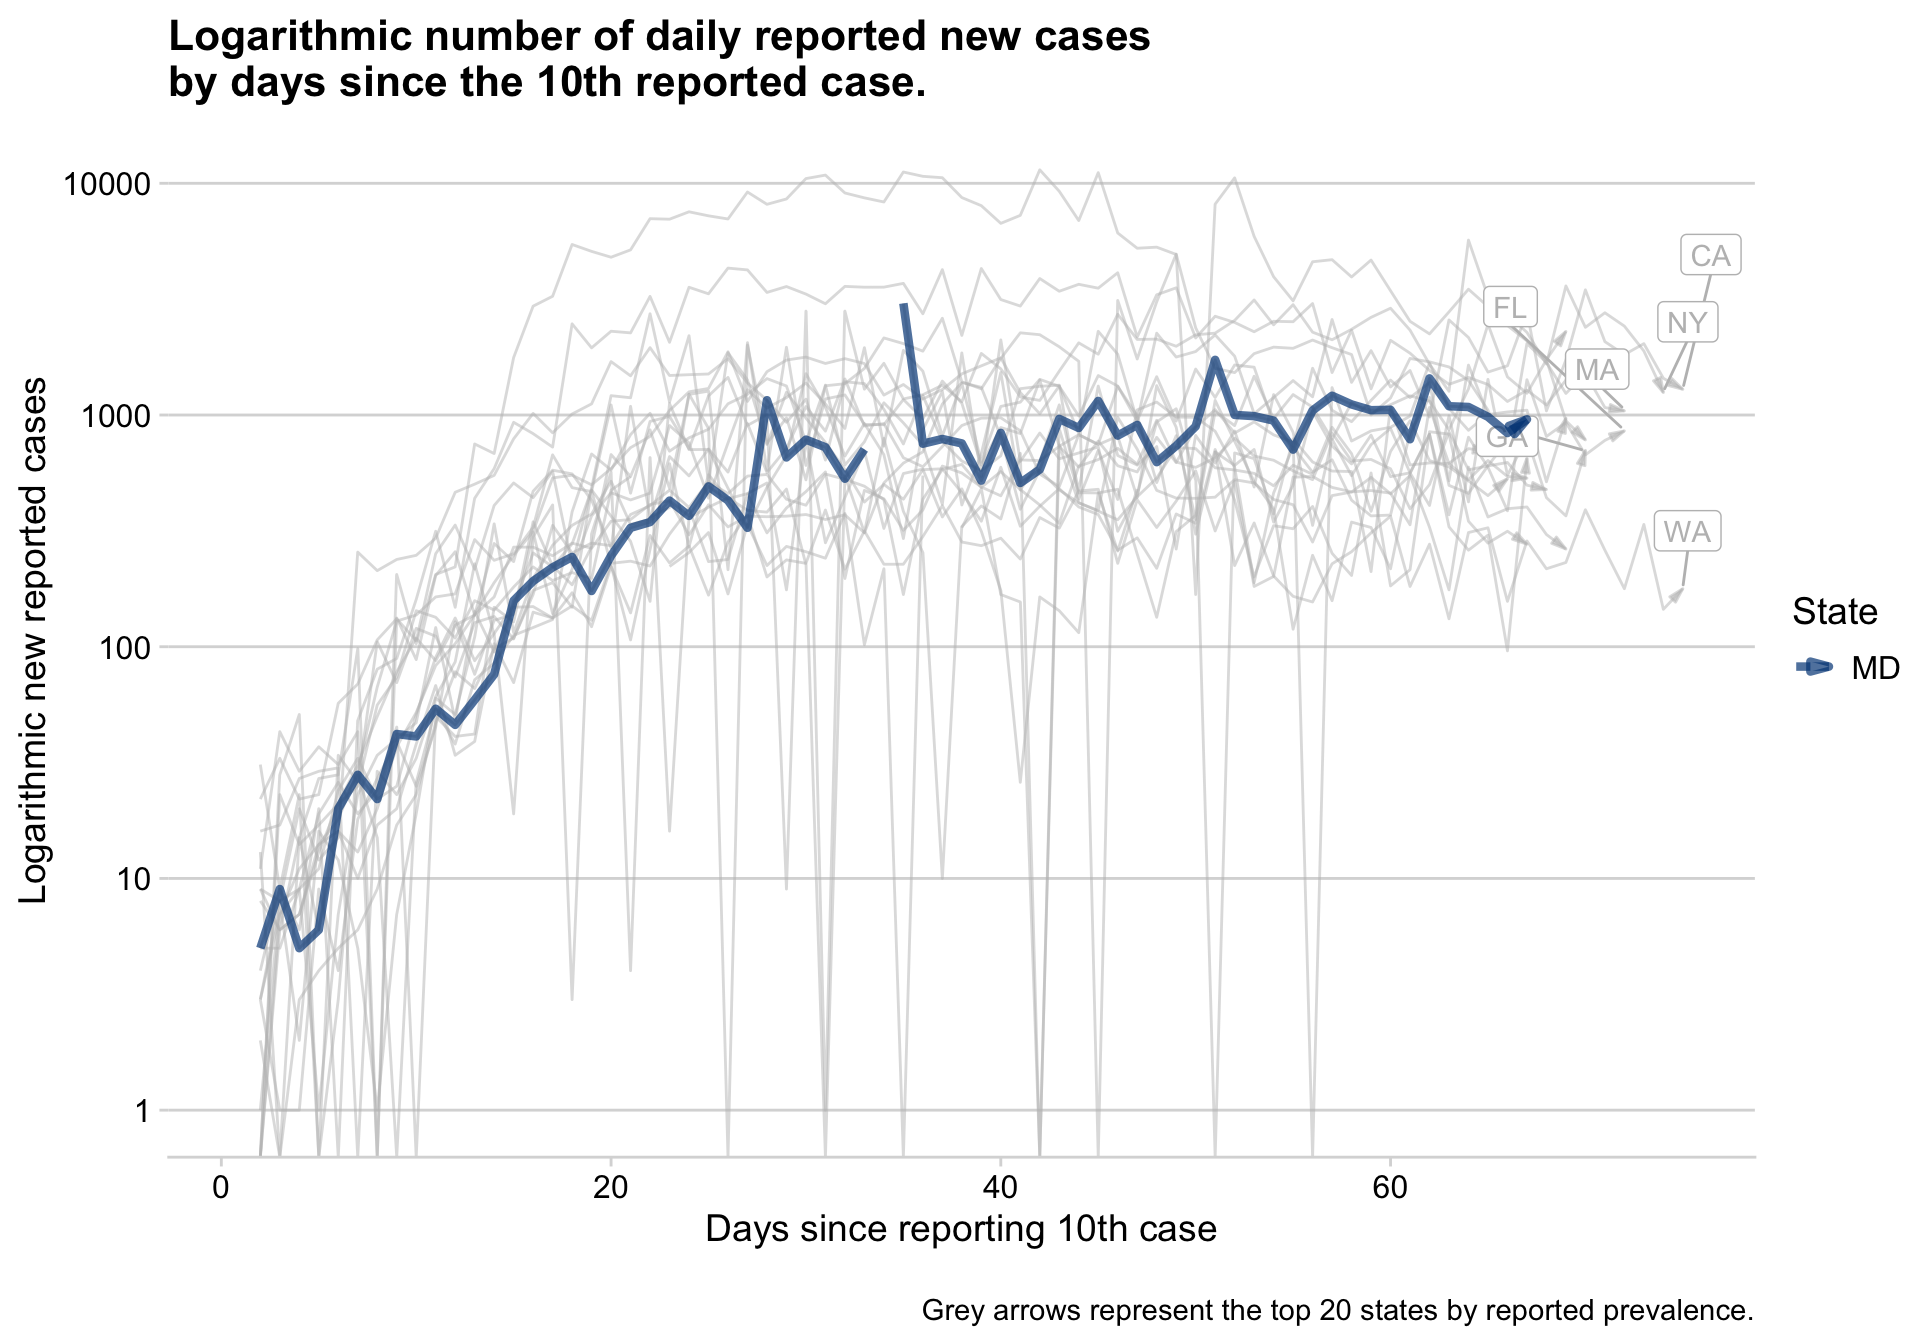 Logarithmic number of daily reported new cases
by days since the 10th reported case.
Logarithmic new reported cases
10000
1000
100
10
1
CA
FL
NY
MA
GA
WA
State
MD
0
20
40
60
Days since reporting 10th case
Grey arrows represent the top 20 states by reported prevalence.